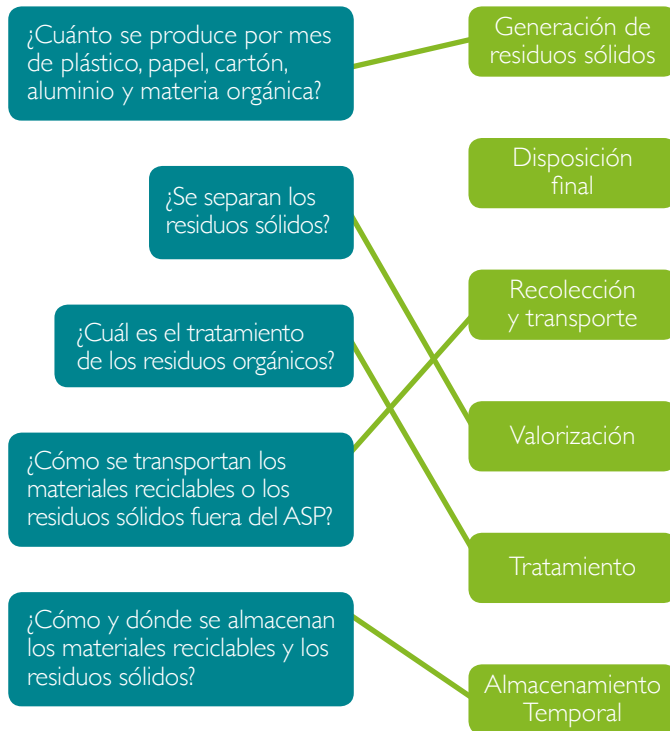 ¿Cuánto se produce por mes
de plástico, papel, cartón,
aluminio y materia orgánica?
Generación de
residuos sólidos
Disposición
final
¿Se separan los
residuos sólidos?
Recolección
y transporte
¿Cuál es el tratamiento
de los residuos orgánicos?
Valorización
¿Cómo se transportan los
materiales reciclables o los
residuos sólidos fuera del ASP?
Tratamiento
¿Cómo y dónde se almacenan
los materiales reciclables y los
residuos sólidos?
Almacenamiento
Temporal